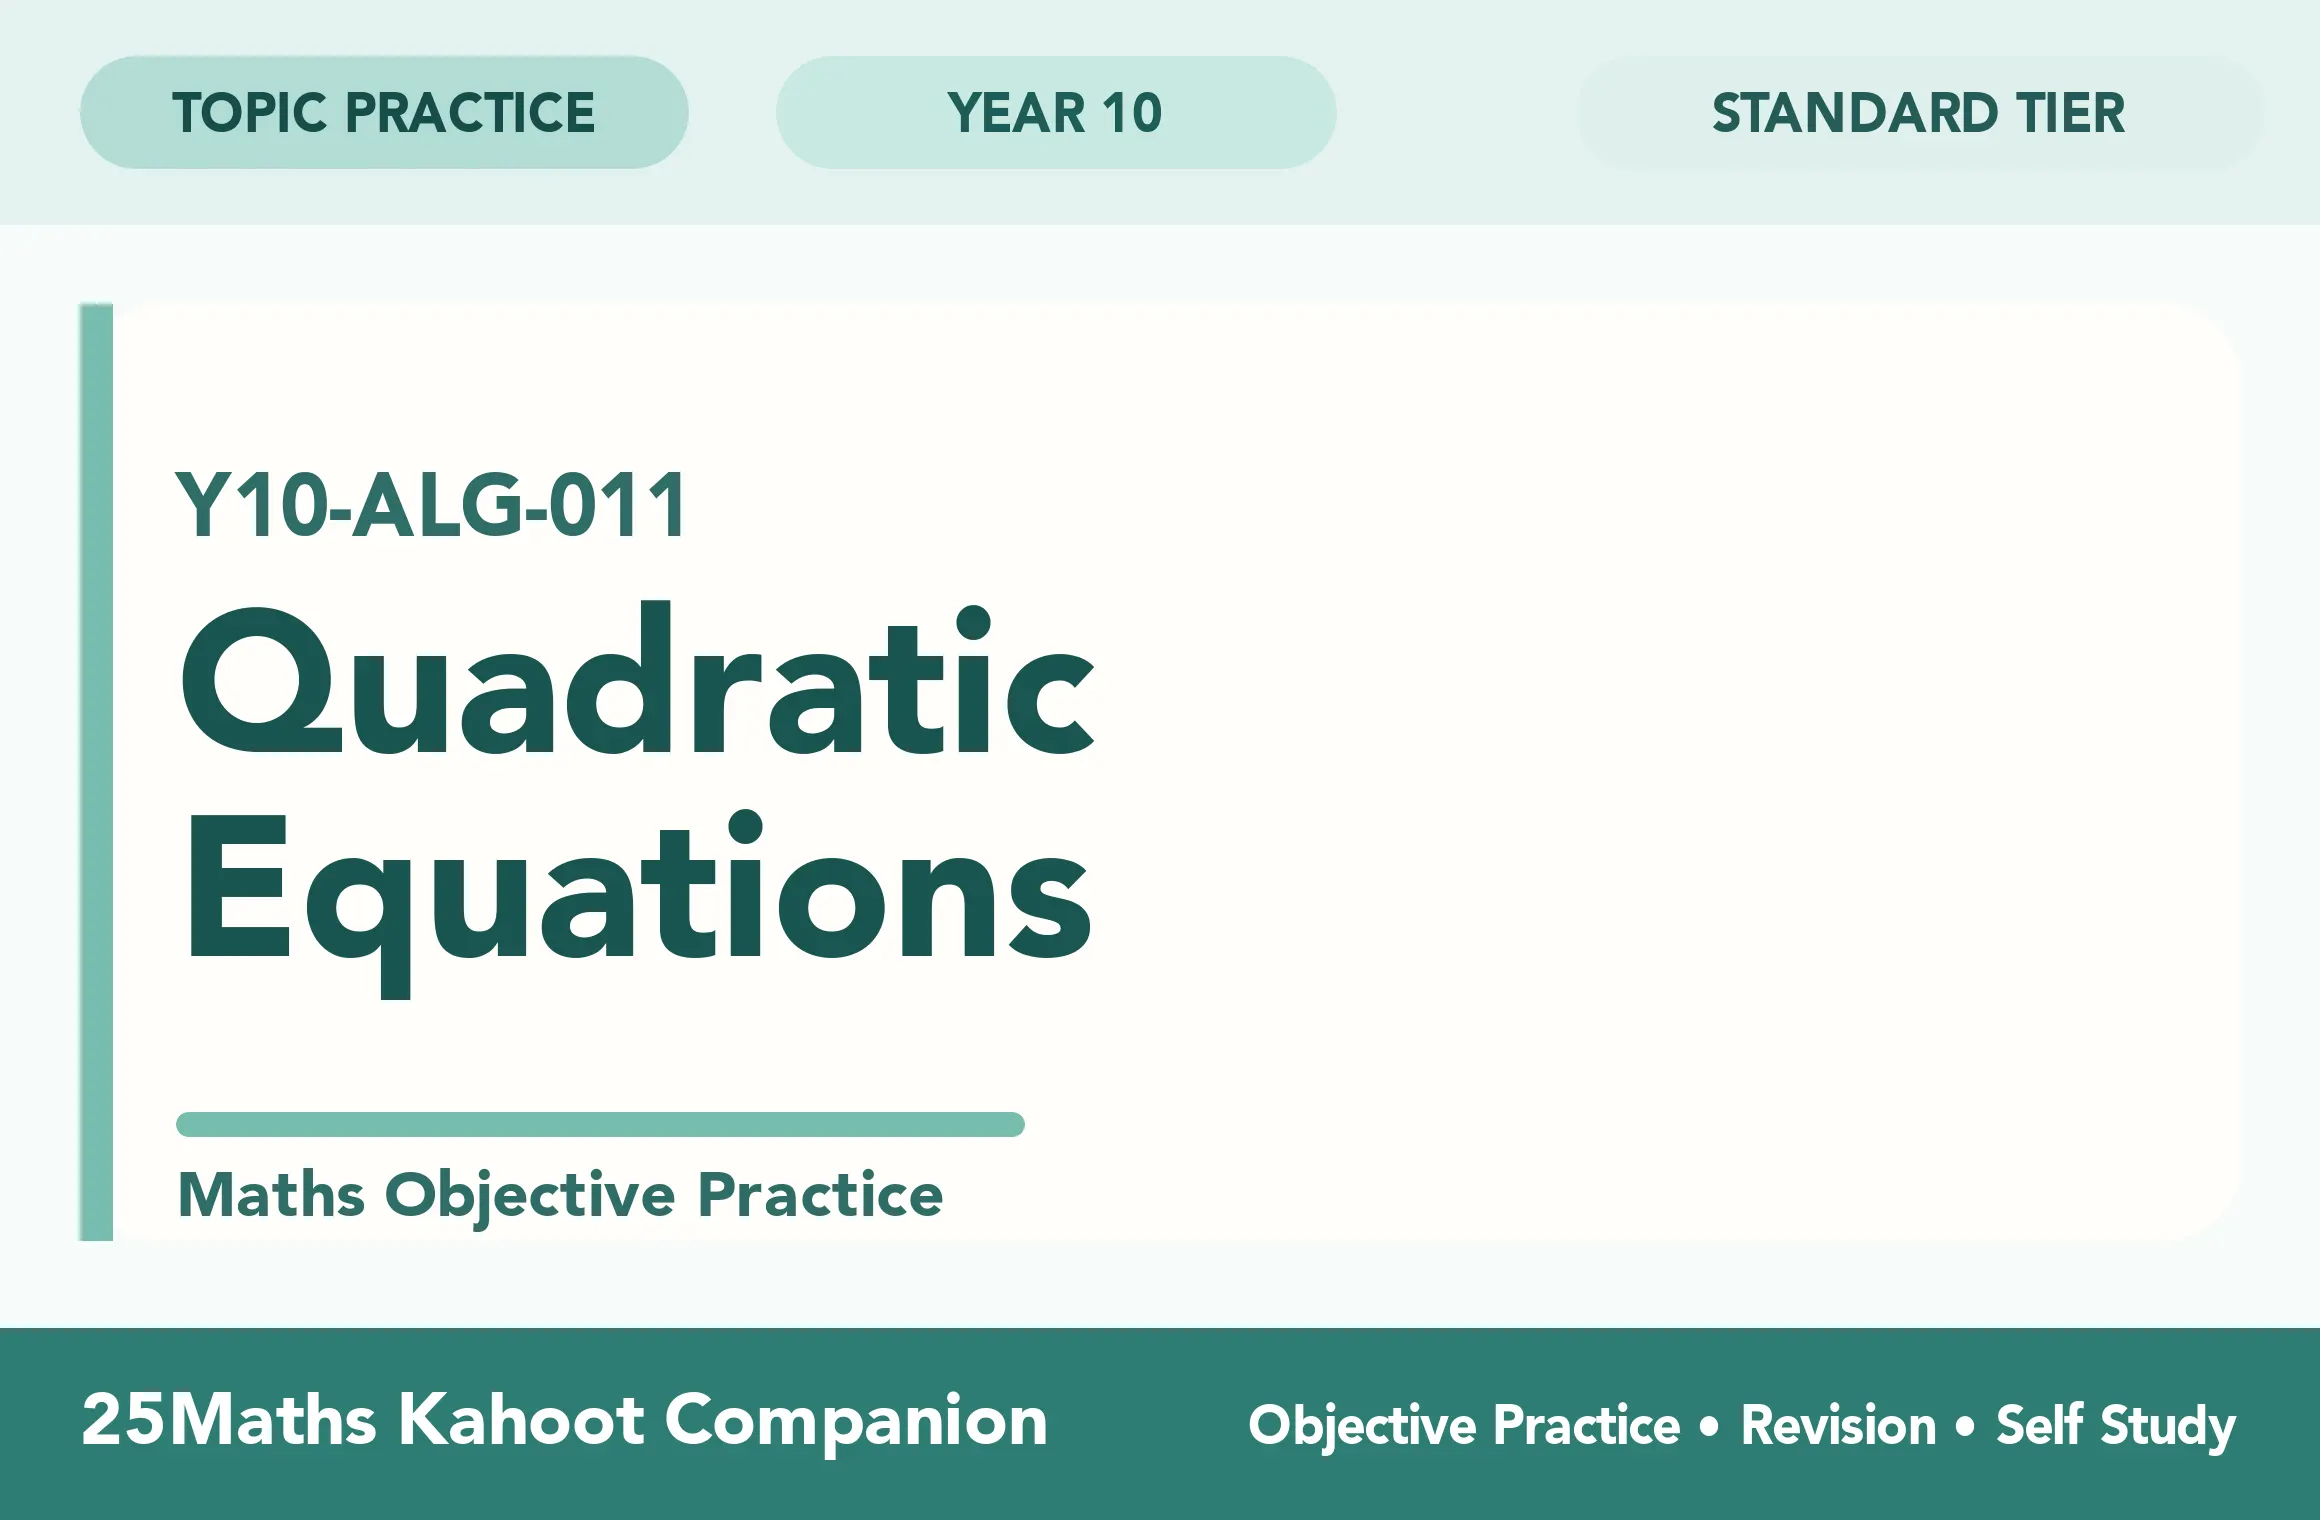 TOPIC PRACTICE
YEAR 10
STANDARD TIER
Y10-ALG-011
Quadratic
Equations
Maths Objective Practice
25Maths Kahoot Companion
Objective Practice • Revision • Self Study